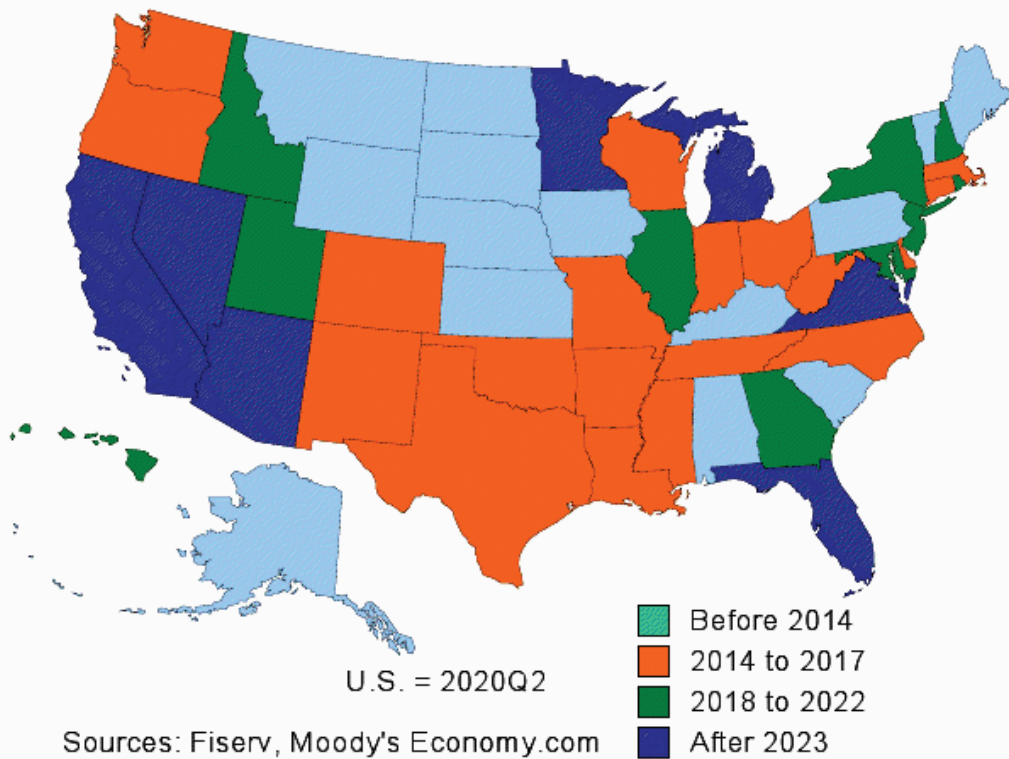 Before 2014
2014 to 2017
U.S. = 2020Q2
2018 to 2022
Sources: Fiserv, Moody's Economy.com
After 2023